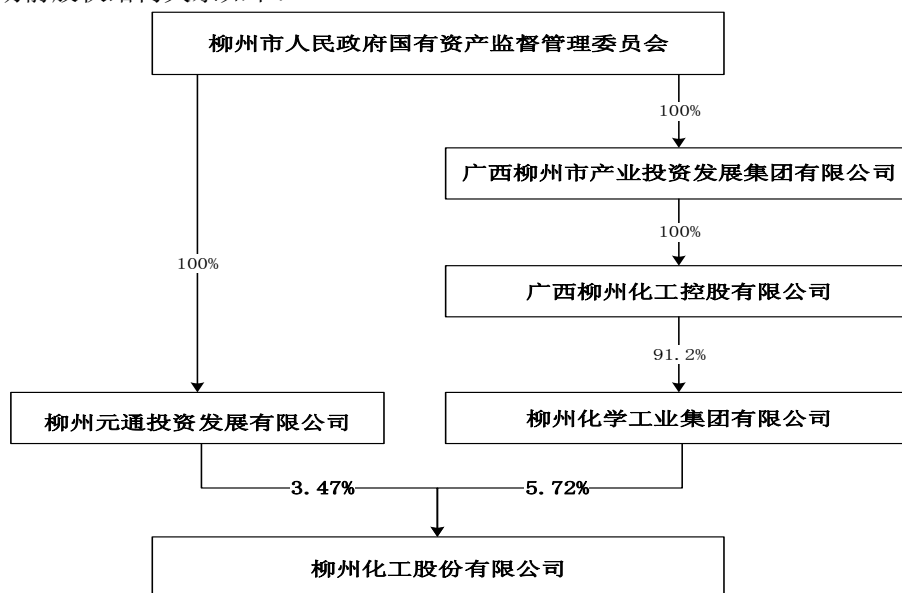 柳州市人民政府国有资产监督管理委员会
100%
广西柳州市产业投资发展集团有限公司
100%
100%
广西柳州化工控股有限公司
91.2%
柳州元通投资发展有限公司
柳州化学工业集团有限公司
3.47%
5.72%
柳州化工股份有限公司